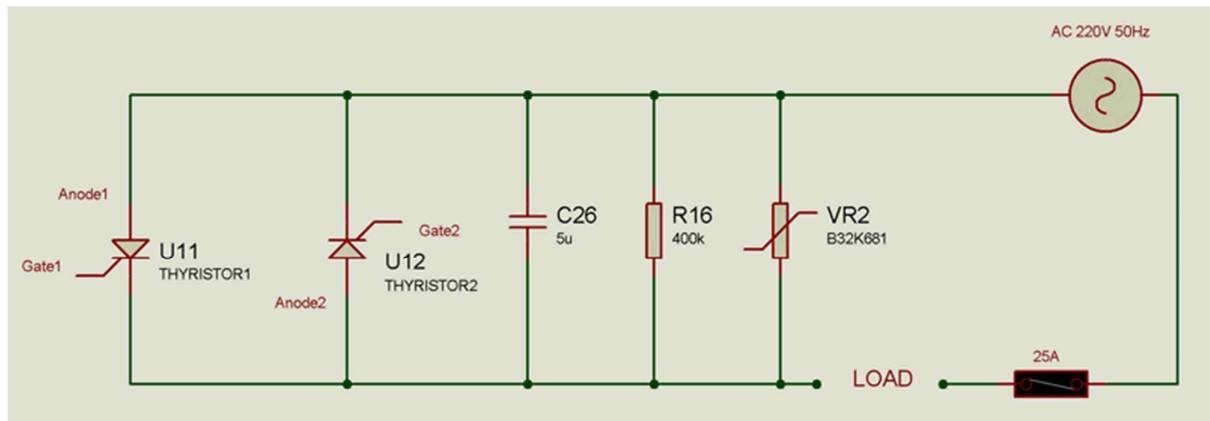 AC 220V 50Hz
Anode1
Gate1
U11
THYRISTOR1
Gate2
U12
THYRISTOR2
Anode2
C26
5u
R16
400k
VR2
B32K681
LOAD
25A